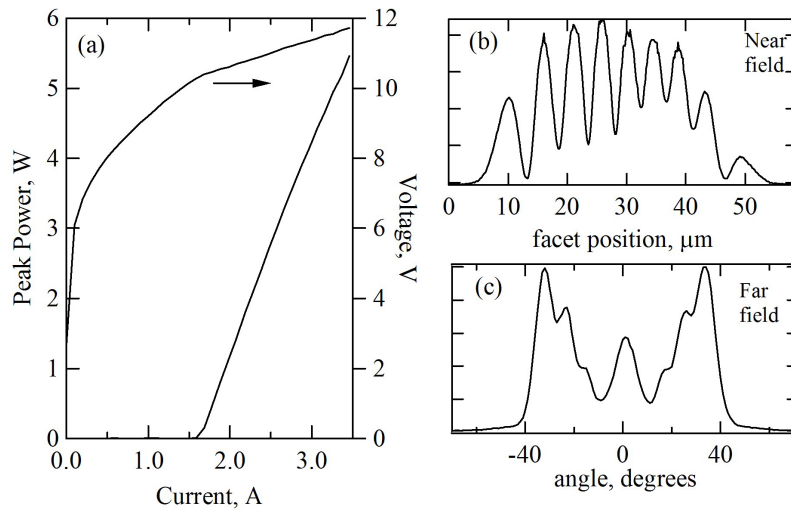 (a)
6
5
4
3
2
1
0
Peak Power, W
12
10
8
6
4
2
0
Voltage, V
0.0 1.0 2.0 3.0
Current, A
(b)
Near
field
0 10 20 30 40 50
facet position, μm
(c)
Far
field
-40 0 40
angle, degrees